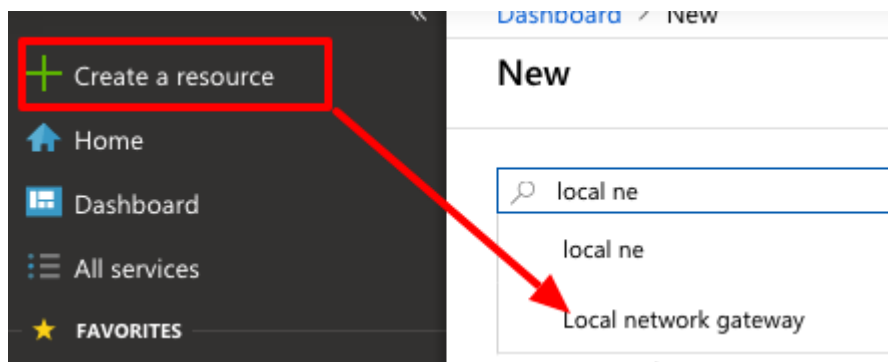 Create a resource
Home
Dashboard
All services
FAVORITES
Dashboard > New
New
local ne
local ne
Local network gateway